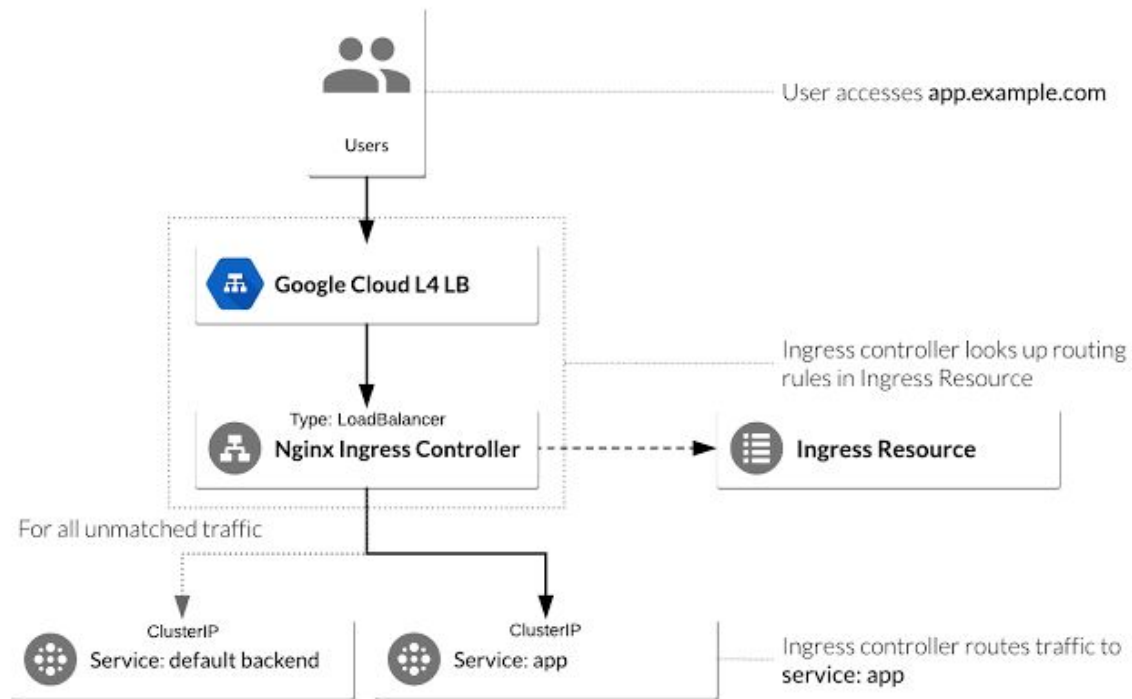 User accesses app.example.com
Users
Google Cloud L4 LB
Ingress controller looks up routing
rules in Ingress Resource
Type: LoadBalancer
Nginx Ingress Controller
Ingress Resource
For all unmatched traffic
ClusterIP
Service: default backend
ClusterIP
Service: app
Ingress controller routes traffic to
service: app